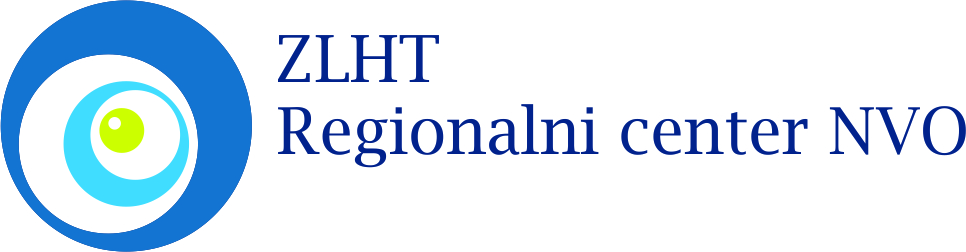 ZLHT
Regionalni center NVO